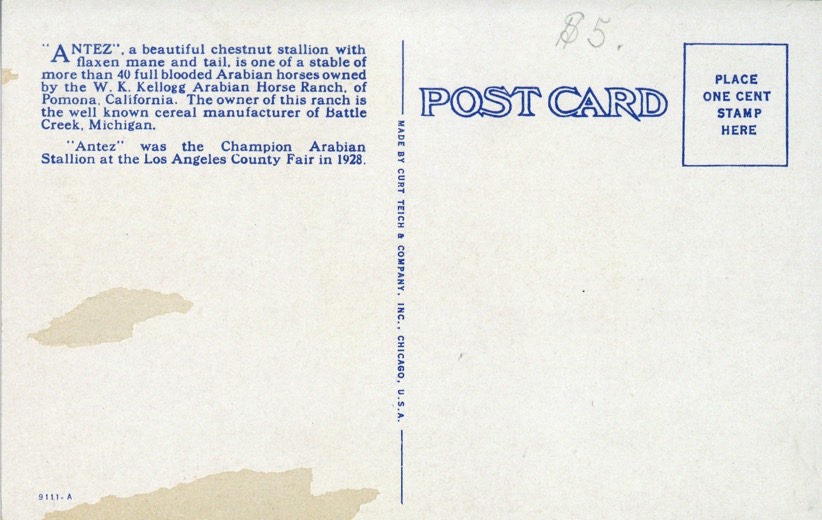 "ANTEZ", a beautiful chestnut stallion with
flaxen mane and tail, is one of a stable of
more than 40 full blooded Arabian horses owned
by the W. K. Kellogg Arabian Horse Ranch, of
Pomona, California. The owner of this ranch is
the well known cereal manufacturer of Battle
Creek, Michigan.
"Antez" was the Champion Arabian
Stallion at the Los Angeles County Fair in 1928.
9111-A
MADE BY CURT TEICH & COMPANY, INC., CHICAGO, U.S.A.
$5.
POST CARD
PLACE
ONE CENT
STAMP
HERE